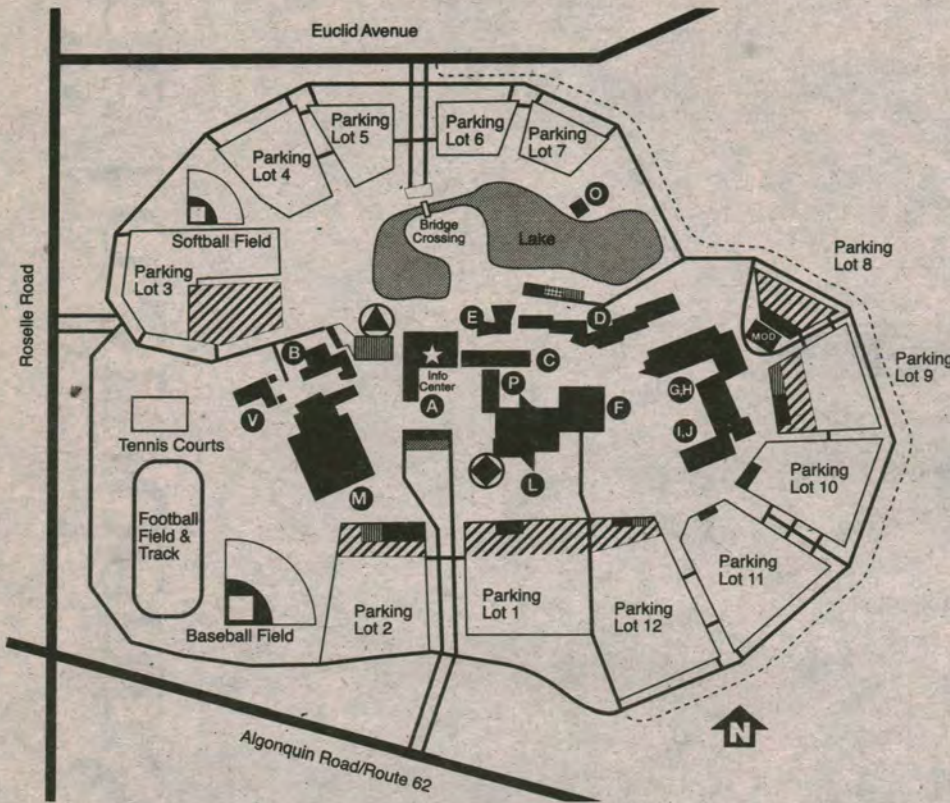 Euclid Avenue
Parking
Lot 5
Parking
Lot 6
Parking
Lot 7
Parking
Lot 4
O
Softball Field
Bridge
Crossing
Lake
Parking
Lot 3
Parking
Lot 8
Roselle Road
E
D
MOD
B
Info
Center
C
Parking
Lot 9
P
G,H
V
A
F
Tennis Courts
I,J
M
L
Parking
Lot 10
Football
Field &
Track
Parking
Lot 11
Parking
Lot 2
Parking
Lot 1
Parking
Lot 12
Baseball Field
N
Algonquin Road/Route 62